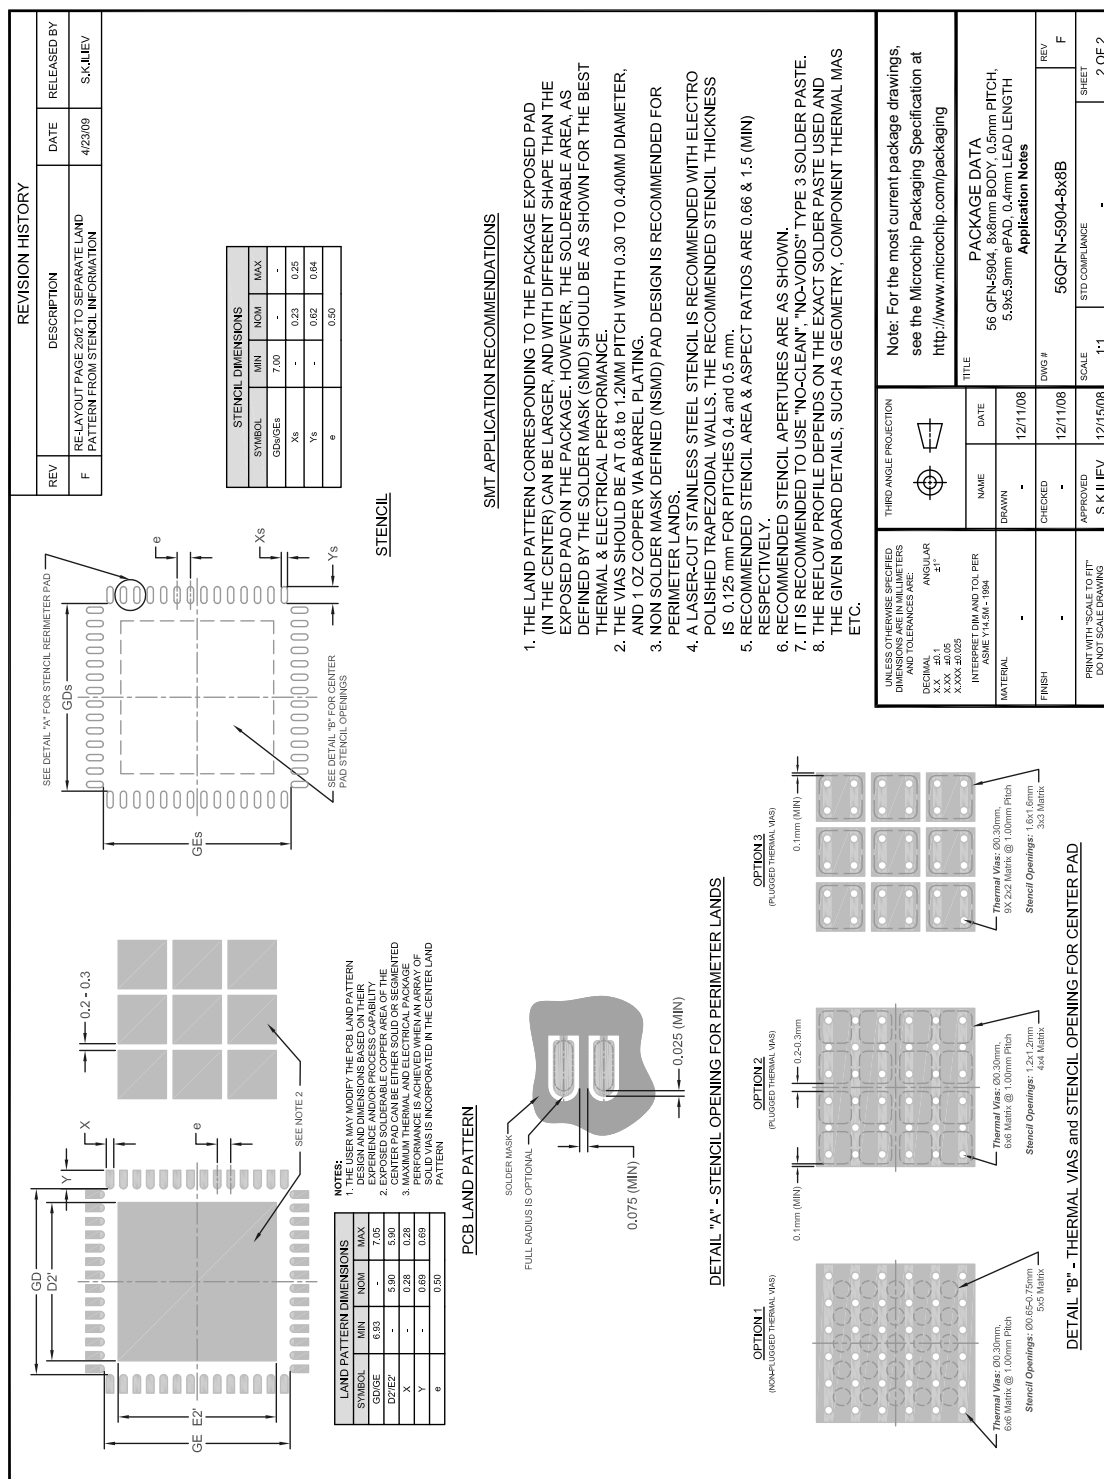 REVISION HISTORY
REV
DESCRIPTION
DATE
RELEASED BY
F
RE-LAYOUT PAGE 2of2 TO SEPARATE LAND
PATTERN FROM STENCIL INFORMATION
4/23/09
S.K.ILIEV
GD
D2'
GE
E2'
Y
X
e
0.2 - 0.3
SEE NOTE 2
LAND PATTERN DIMENSIONS
SYMBOL MIN NOM MAX
GD/GE 6.93 - 7.05
D2'/E2' - 5.90 5.90
X - 0.28 0.28
Y - 0.69 0.69
e 0.50
NOTES:
1. THE USER MAY MODIFY THE PCB LAND PATTERN
DESIGN AND DIMENSIONS BASED ON THEIR
EXPERIENCE AND/OR PROCESS CAPABILITY
2. EXPOSED SOLDERABLE COPPER AREA OF THE
CENTER PAD CAN BE EITHER SOLID OR SEGMENTED
3. MAXIMUM THERMAL AND ELECTRICAL PACKAGE
PERFORMANCE IS ACHIEVED WHEN AN ARRAY OF
SOLID VIAS IS INCORPORATED IN THE CENTER LAND
PATTERN
PCB LAND PATTERN
SEE DETAIL "A" FOR STENCIL RERIMETER PAD
GDs
GEs
e
Xs
Ys
SEE DETAIL "B" FOR CENTER
PAD STENCIL OPENINGS
STENCIL
STENCIL DIMENSIONS
SYMBOL MIN NOM MAX
GDs/GEs 7.00 - -
Xs - 0.23 0.25
Ys - 0.62 0.64
e 0.50
SOLDER MASK
FULL RADIUS IS OPTIONAL
0.075 (MIN)
0.025 (MIN)
DETAIL "A" - STENCIL OPENING FOR PERIMETER LANDS
SMT APPLICATION RECOMMENDATIONS
1. THE LAND PATTERN CORRESPONDING TO THE PACKAGE EXPOSED PAD
(IN THE CENTER) CAN BE LARGER, AND WITH DIFFERENT SHAPE THAN THE
EXPOSED PAD ON THE PACKAGE. HOWEVER, THE SOLDERABLE AREA, AS
DEFINED BY THE SOLDER MASK (SMD) SHOULD BE AS SHOWN FOR THE BEST
THERMAL & ELECTRICAL PERFORMANCE.
2. THE VIAS SHOULD BE AT 0.8 to 1.2MM PITCH WITH 0.30 TO 0.40MM DIAMETER,
AND 1 OZ COPPER VIA BARREL PLATING.
3. NON SOLDER MASK DEFINED (NSMD) PAD DESIGN IS RECOMMENDED FOR
PERIMETER LANDS.
4. A LASER-CUT STAINLESS STEEL STENCIL IS RECOMMENDED WITH ELECTRO
POLISHED TRAPEZOIDAL WALLS. THE RECOMMENDED STENCIL THICKNESS
IS 0.125 mm FOR PITCHES 0.4 and 0.5 mm.
5. RECOMMENDED STENCIL AREA & ASPECT RATIOS ARE 0.66 & 1.5 (MIN)
RESPECTIVELY.
6. RECOMMENDED STENCIL APERTURES ARE AS SHOWN.
7. IT IS RECOMMENDED TO USE "NO-CLEAN", "NO-VOIDS" TYPE 3 SOLDER PASTE.
8. THE REFLOW PROFILE DEPENDS ON THE EXACT SOLDER PASTE USED AND
THE GIVEN BOARD DETAILS, SUCH AS GEOMETRY, COMPONENT THERMAL MAS
ETC.
OPTION 1
(NON-PLUGGED THERMAL VIAS)
Thermal Vias: Ø0.30mm,
6x6 Matrix @ 1.00mm Pitch
Stencil Openings: Ø0.65-0.75mm
5x5 Matrix
OPTION 2
(PLUGGED THERMAL VIAS)
0.1mm (MIN)
0.2-0.3mm
Thermal Vias: Ø0.30mm,
6x6 Matrix @ 1.00mm Pitch
Stencil Openings: 1.2x1.2mm
4x4 Matrix
OPTION 3
(PLUGGED THERMAL VIAS)
0.1mm (MIN)
Thermal Vias: Ø0.30mm,
9X 2x2 Matrix @ 1.00mm Pitch
Stencil Openings: 1.6x1.6mm
3x3 Matrix
DETAIL "B" - THERMAL VIAS and STENCIL OPENING FOR CENTER PAD
UNLESS OTHERWISE SPECIFIED
DIMENSIONS ARE IN MILLIMETERS
AND TOLERANCES ARE:
DECIMAL ANGULAR
X.X ±0.1 ±1°
X.XX ±0.05
X.XXX ±0.025
INTERPRET DIM AND TOL PER
ASME Y14.5M - 1994
MATERIAL
-
FINISH
-
PRINT WITH "SCALE TO FIT"
DO NOT SCALE DRAWING
THIRD ANGLE PROJECTION
NAME DATE
DRAWN
- 12/11/08
CHECKED
- 12/11/08
APPROVED
S.K.ILIEV 12/15/08
Note: For the most current package drawings,
see the Microchip Packaging Specification at
http://www.microchip.com/packaging
TITLE
PACKAGE DATA
56 QFN-5904, 8x8mm BODY, 0.5mm PITCH,
5.9x5.9mm ePAD, 0.4mm LEAD LENGTH
Application Notes
DWG #
56QFN-5904-8x8B
REV
F
SCALE
1:1
STD COMPLIANCE
-
SHEET
2 OF 2